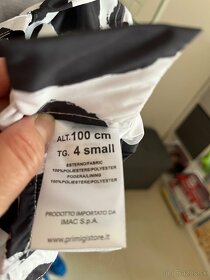 ALT. 100 cm
TG. 4 small
ESTERNO/FABRIC
100%POLIESTERE/POLYESTER
FODERA/LINING
100%POLIESTERE/POLYESTER
PRODOTTO IMPORTATO DA
IMAC S.p.A.
www.primigistore.it